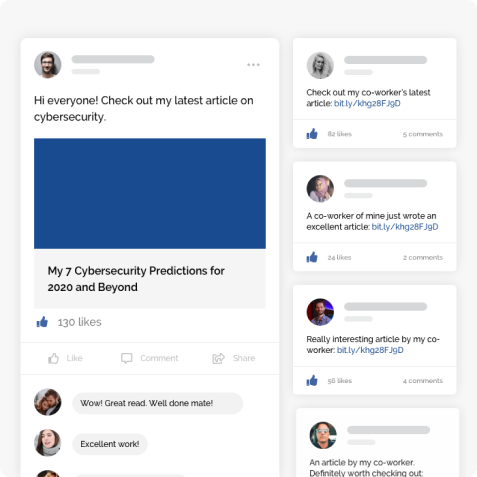 Hi everyone! Check out my latest article on
cybersecurity.
My 7 Cybersecurity Predictions for
2020 and Beyond
130 likes
Like
Comment
Share
Wow! Great read. Well done mate!
Excellent work!
Check out my co-worker's latest
article: bit.ly/khg28FJ9D
82 likes
5 comments
A co-worker of mine just wrote an
excellent article: bit.ly/khg28FJ9D
24 likes
2 comments
Really interesting article by my co-
worker: bit.ly/khg28FJ9D
56 likes
4 comments
An article by my co-worker.
Definitely worth checking out: